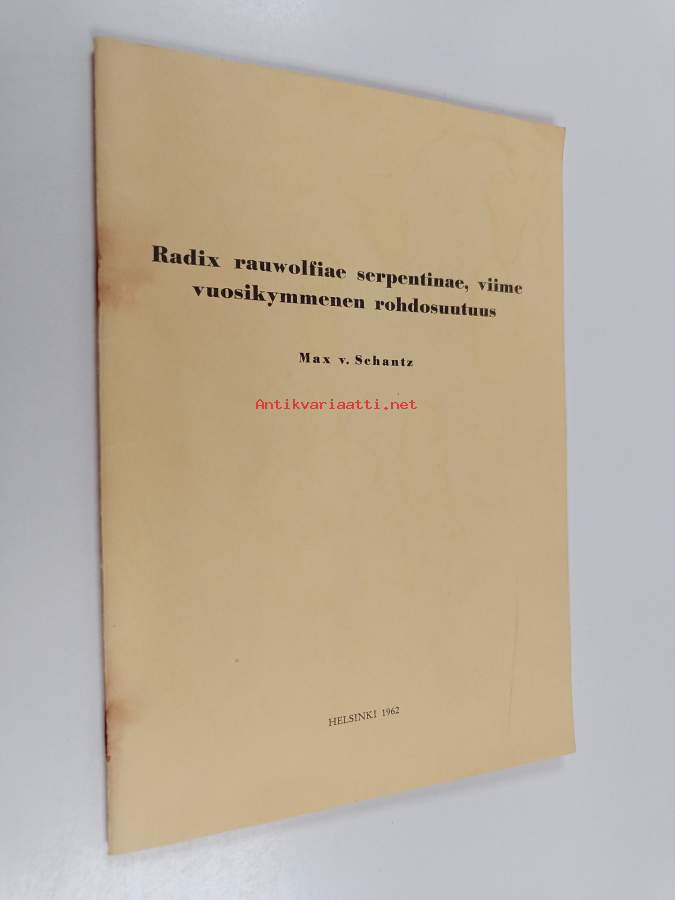 Radix rauwolfiae serpentinae, viime
vuosikymmenen rohdosuutuus
Max v. Schantz
Antikvariaatti.net
HELSINKI 1962